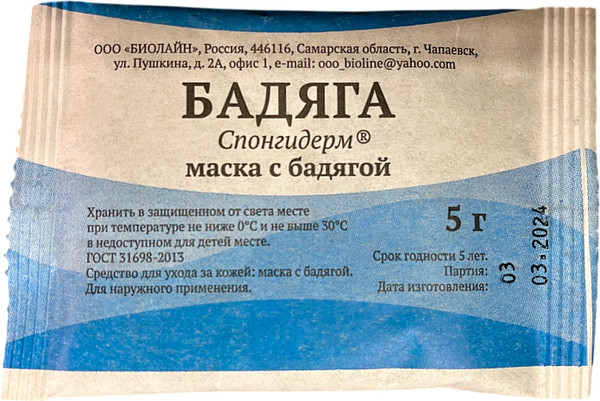 ООО «БИОЛАЙН», Россия, 446116, Самарская область, г. Чапаевск,
ул. Пушкина, д. 2А, офис 1, e-mail: ooo_bioline@yahoo.com
БАДЯГА
Спонгидерм®
маска с бадягой
Хранить в защищенном от света месте
при температуре не ниже 0°С и не выше 30°С
в недоступном для детей месте.
ГОСТ 31698-2013
Средство для ухода за кожей: маска с бадягой.
Для наружного применения.
5 г
Срок годности 5 лет.
Партия: 03
Дата изготовления: 03.2024